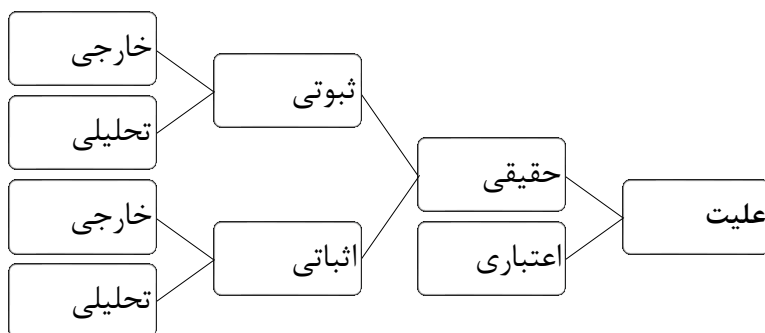 علیت
حقیقی
اعتباری
ثبوتی
اثباتی
خارجی
تحلیلی
خارجی
تحلیلی